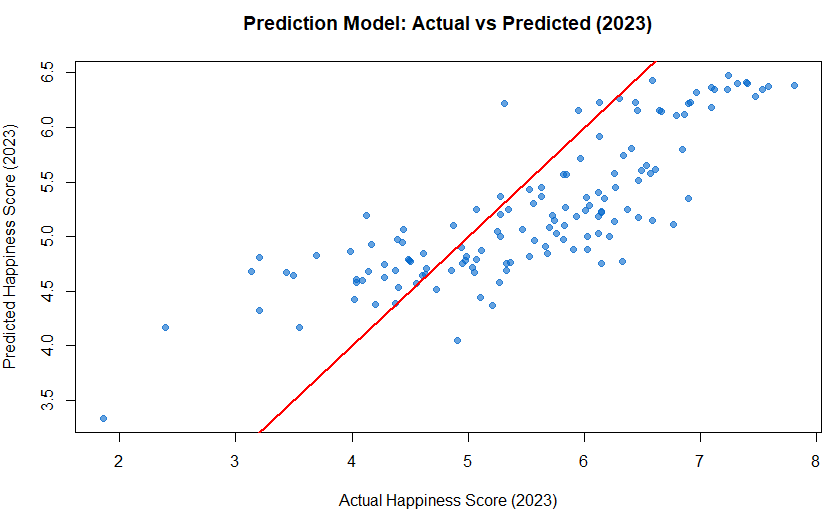 Prediction Model: Actual vs Predicted (2023)
Predicted Happiness Score (2023)
6.5
6.0
5.5
5.0
4.5
4.0
3.5
2 3 4 5 6 7 8
Actual Happiness Score (2023)